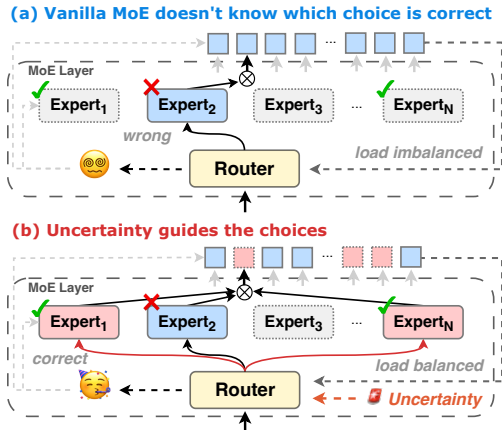 (a) Vanilla MoE doesn't know which choice is correct
...
MoE Layer
Expert1
Expert2
Expert3
...
ExpertN
wrong
load imbalanced
Router
(b) Uncertainty guides the choices
...
MoE Layer
Expert1
Expert2
Expert3
...
ExpertN
correct
load balanced
Router
Uncertainty